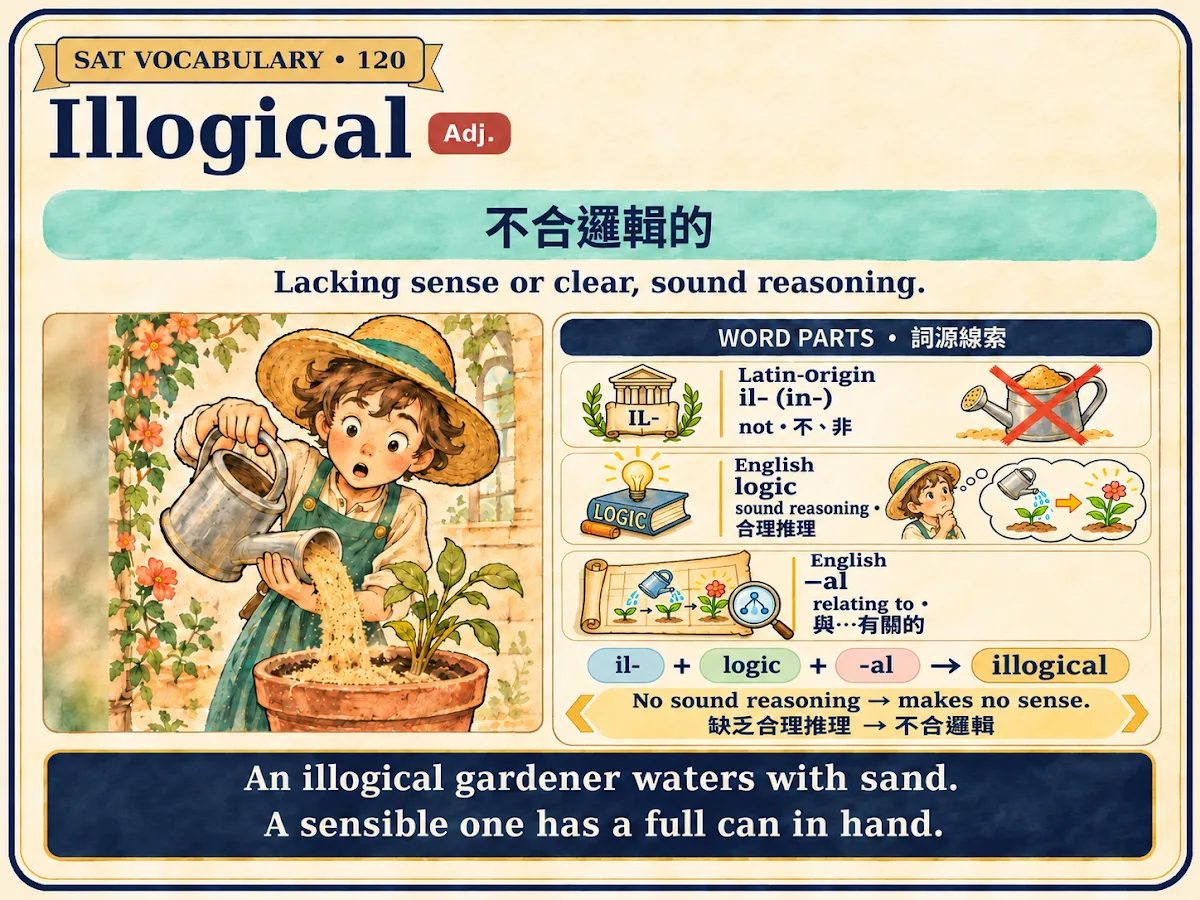 SAT VOCABULARY • 120
Illogical
Adj.
不合邏輯的
Lacking sense or clear, sound reasoning.
WORD PARTS • 詞源線索
IL-
Latin-Origin
il– (in-)
not • 不、非
LOGIC
English
logic
sound reasoning •
合理推理
English
–al
relating to •
與…有關的
il- + logic + -al → illogical
No sound reasoning → makes no sense.
缺乏合理推理 → 不合邏輯
An illogical gardener waters with sand.
A sensible one has a full can in hand.